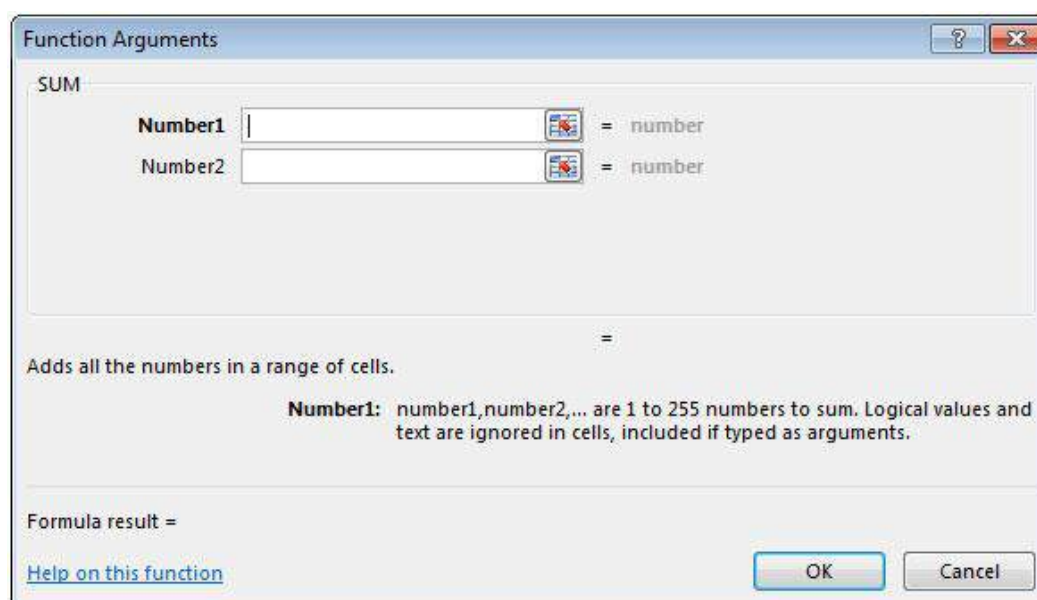 Function Arguments
SUM
Number1 = number
Number2 = number
=
Adds all the numbers in a range of cells.
Number1: number1,number2,... are 1 to 255 numbers to sum. Logical values and
text are ignored in cells, included if typed as arguments.
Formula result =
Help on this function OK Cancel